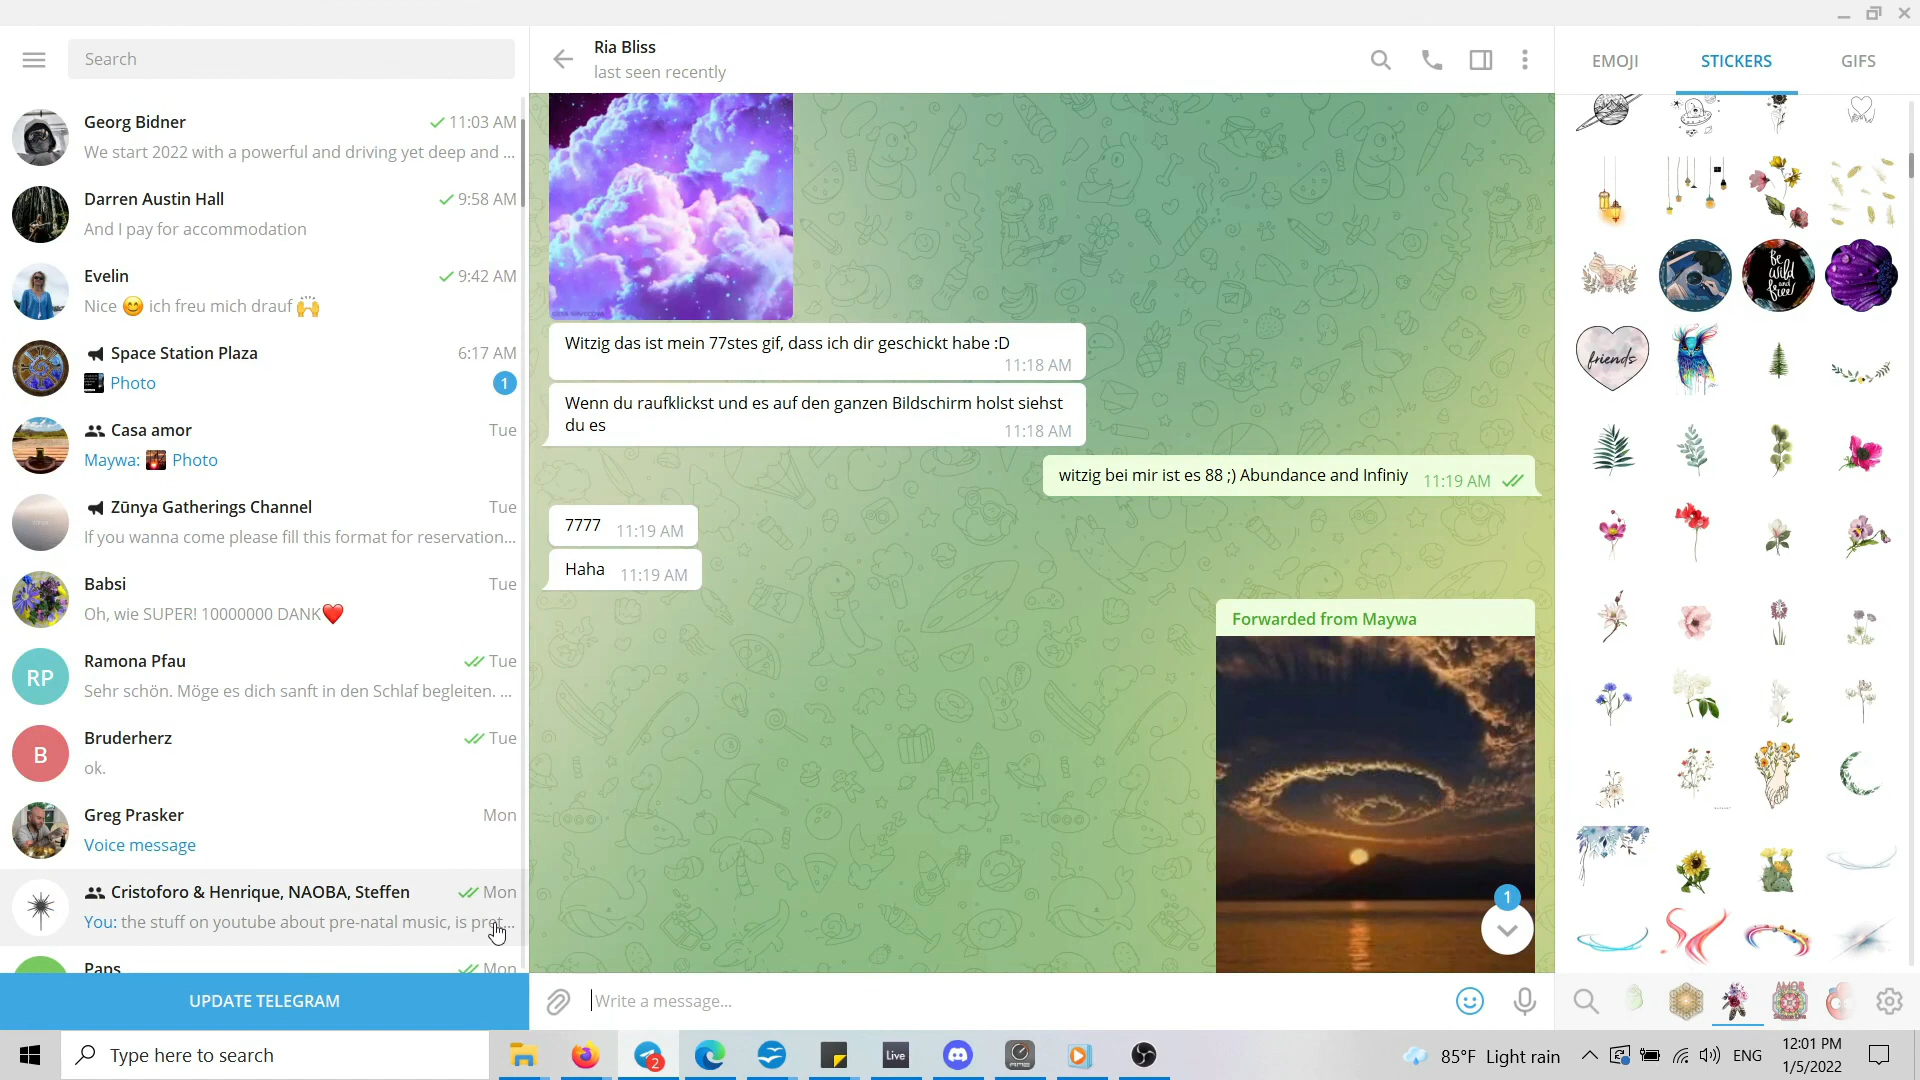 Search
Georg Bidner
11:03 AM
We start 2022 with a powerful and driving yet deep and ...
Darren Austin Hall
9:58 AM
And I pay for accommodation
Evelin
9:42 AM
Nice 😊 ich freu mich drauf 🙌
Space Station Plaza
6:17 AM
Photo
1
Casa amor
Tue
Maywa: Photo
Zūnya Gatherings Channel
Tue
If you wanna come please fill this format for reservation...
Babsi
Tue
Oh, wie SUPER! 10000000 DANK❤️
RP
Ramona Pfau
Tue
Sehr schön. Möge es dich sanft in den Schlaf begleiten. ...
B
Bruderherz
Tue
ok.
Greg Prasker
Mon
Voice message
Cristoforo & Henrique, NAOBA, Steffen
Mon
You: the stuff on youtube about pre-natal music, is pret...
Paps
Mon
UPDATE TELEGRAM
Ria Bliss
last seen recently
Witzig das ist mein 77stes gif, dass ich dir geschickt habe :D
11:18 AM
Wenn du raufklickst und es auf den ganzen Bildschirm holst siehst
du es
11:18 AM
witzig bei mir ist es 88 ;) Abundance and Infiniy
11:19 AM
7777
11:19 AM
Haha
11:19 AM
Forwarded from Maywa
1
Write a message...
EMOJI
STICKERS
GIFS
Be
wild
and
free!
friends
AMOR
Type here to search
2
Live
85°F Light rain
ENG
12:01 PM
1/5/2022